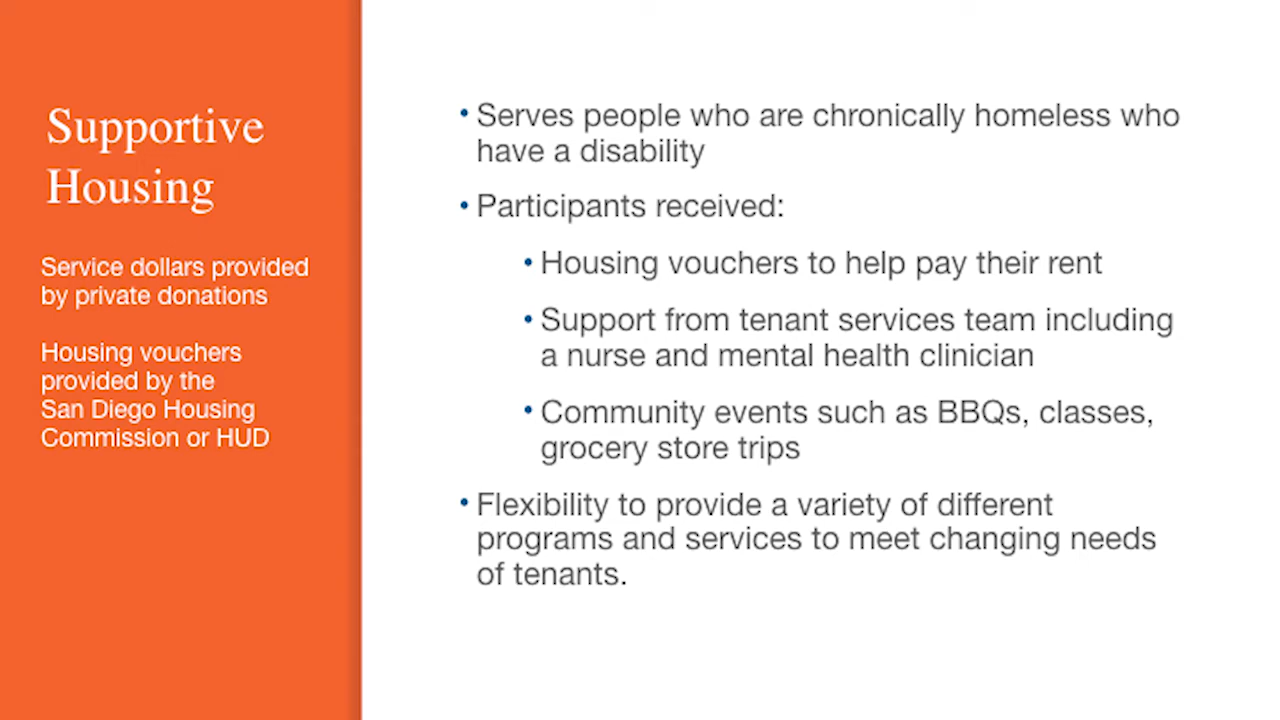 Supportive
Housing
Service dollars provided
by private donations
Housing vouchers
provided by the
San Diego Housing
Commission or HUD
• Serves people who are chronically homeless who
have a disability
• Participants received:
• Housing vouchers to help pay their rent
• Support from tenant services team including
a nurse and mental health clinician
• Community events such as BBQs, classes,
grocery store trips
• Flexibility to provide a variety of different
programs and services to meet changing needs
of tenants.